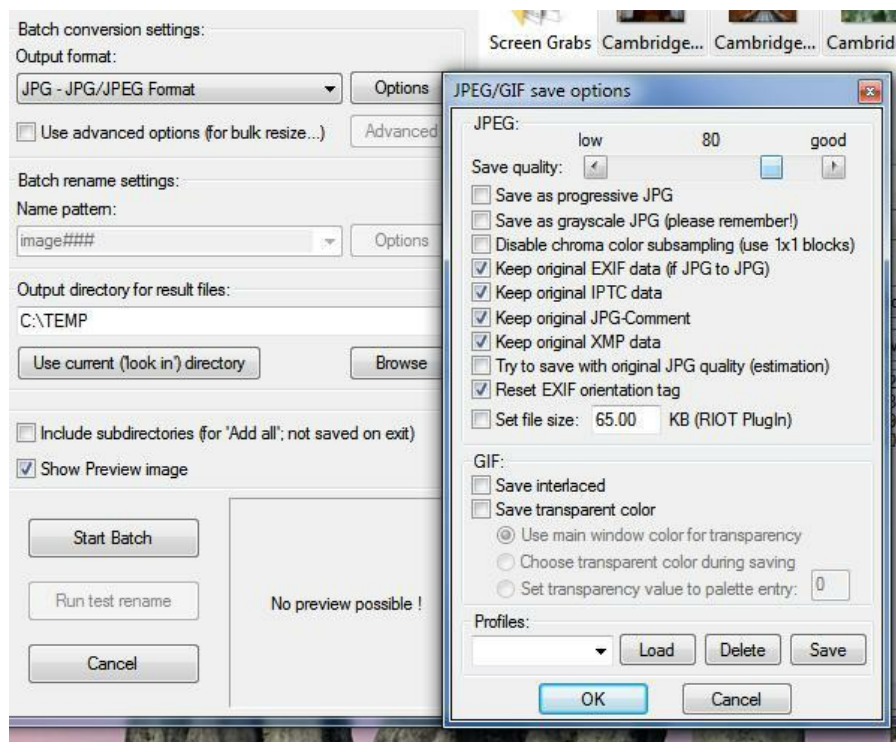 Screen Grabs Cambridge... Cambridge... Cambrid
Batch conversion settings:
Output format:
JPG - JPG/JPEG Format
Options
Use advanced options (for bulk resize...)
Advanced
Batch rename settings:
Name pattern:
image###
Options
Output directory for result files:
C:\TEMP
Use current ('look in') directory
Browse
Include subdirectories (for 'Add all'; not saved on exit)
Show Preview image
Start Batch
Run test rename
Cancel
No preview possible !
JPEG/GIF save options
JPEG:
low 80 good
Save quality:
Save as progressive JPG
Save as grayscale JPG (please remember!)
Disable chroma color subsampling (use 1x1 blocks)
Keep original EXIF data (if JPG to JPG)
Keep original IPTC data
Keep original JPG-Comment
Keep original XMP data
Try to save with original JPG quality (estimation)
Reset EXIF orientation tag
Set file size: 65.00 KB (RIOT PlugIn)
GIF:
Save interlaced
Save transparent color
Use main window color for transparency
Choose transparent color during saving
Set transparency value to palette entry: 0
Profiles:
Load Delete Save
OK Cancel